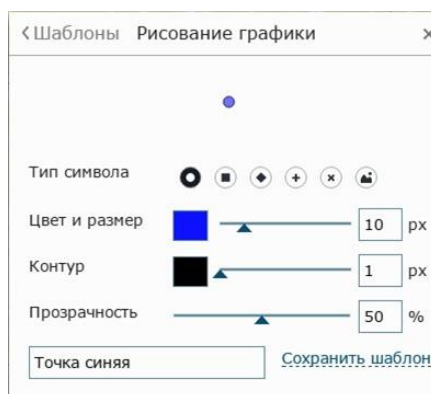 Шаблоны Рисование графики
Тип символа
Цвет и размер 10 px
Контур 1 px
Прозрачность 50 %
Точка синяя Сохранить шаблон